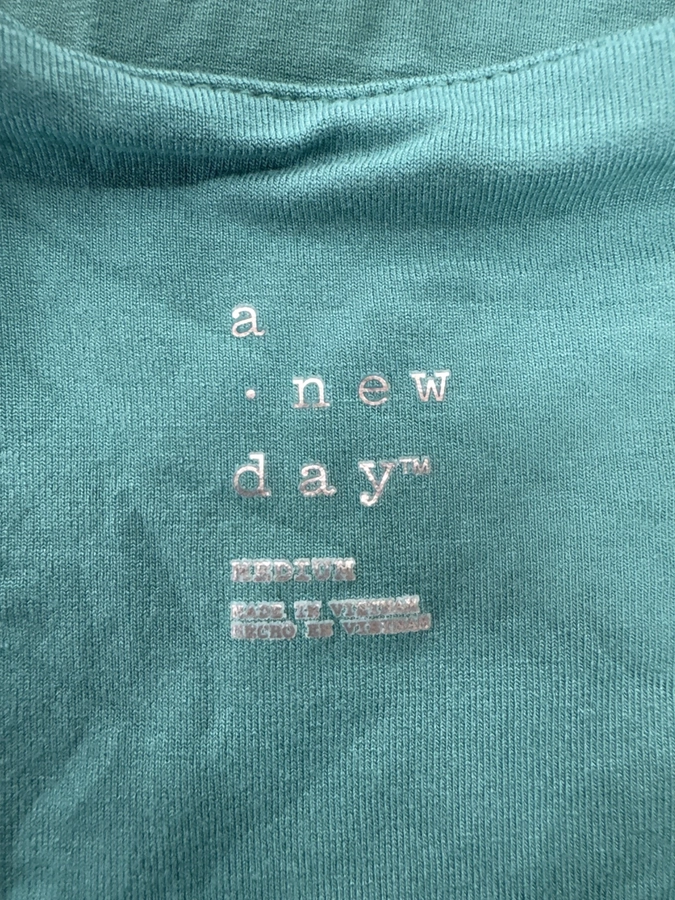 a
· new
day™
MEDIUM
MADE IN VIETNAM
HECHO EN VIETNAM